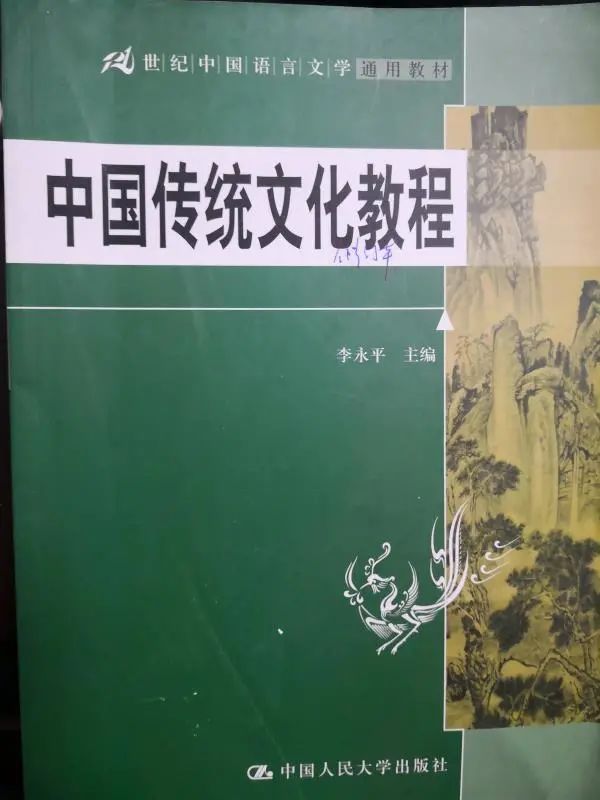 21世纪中国语言文学通用教材
中国传统文化教程
李永平 主编
中国人民大学出版社